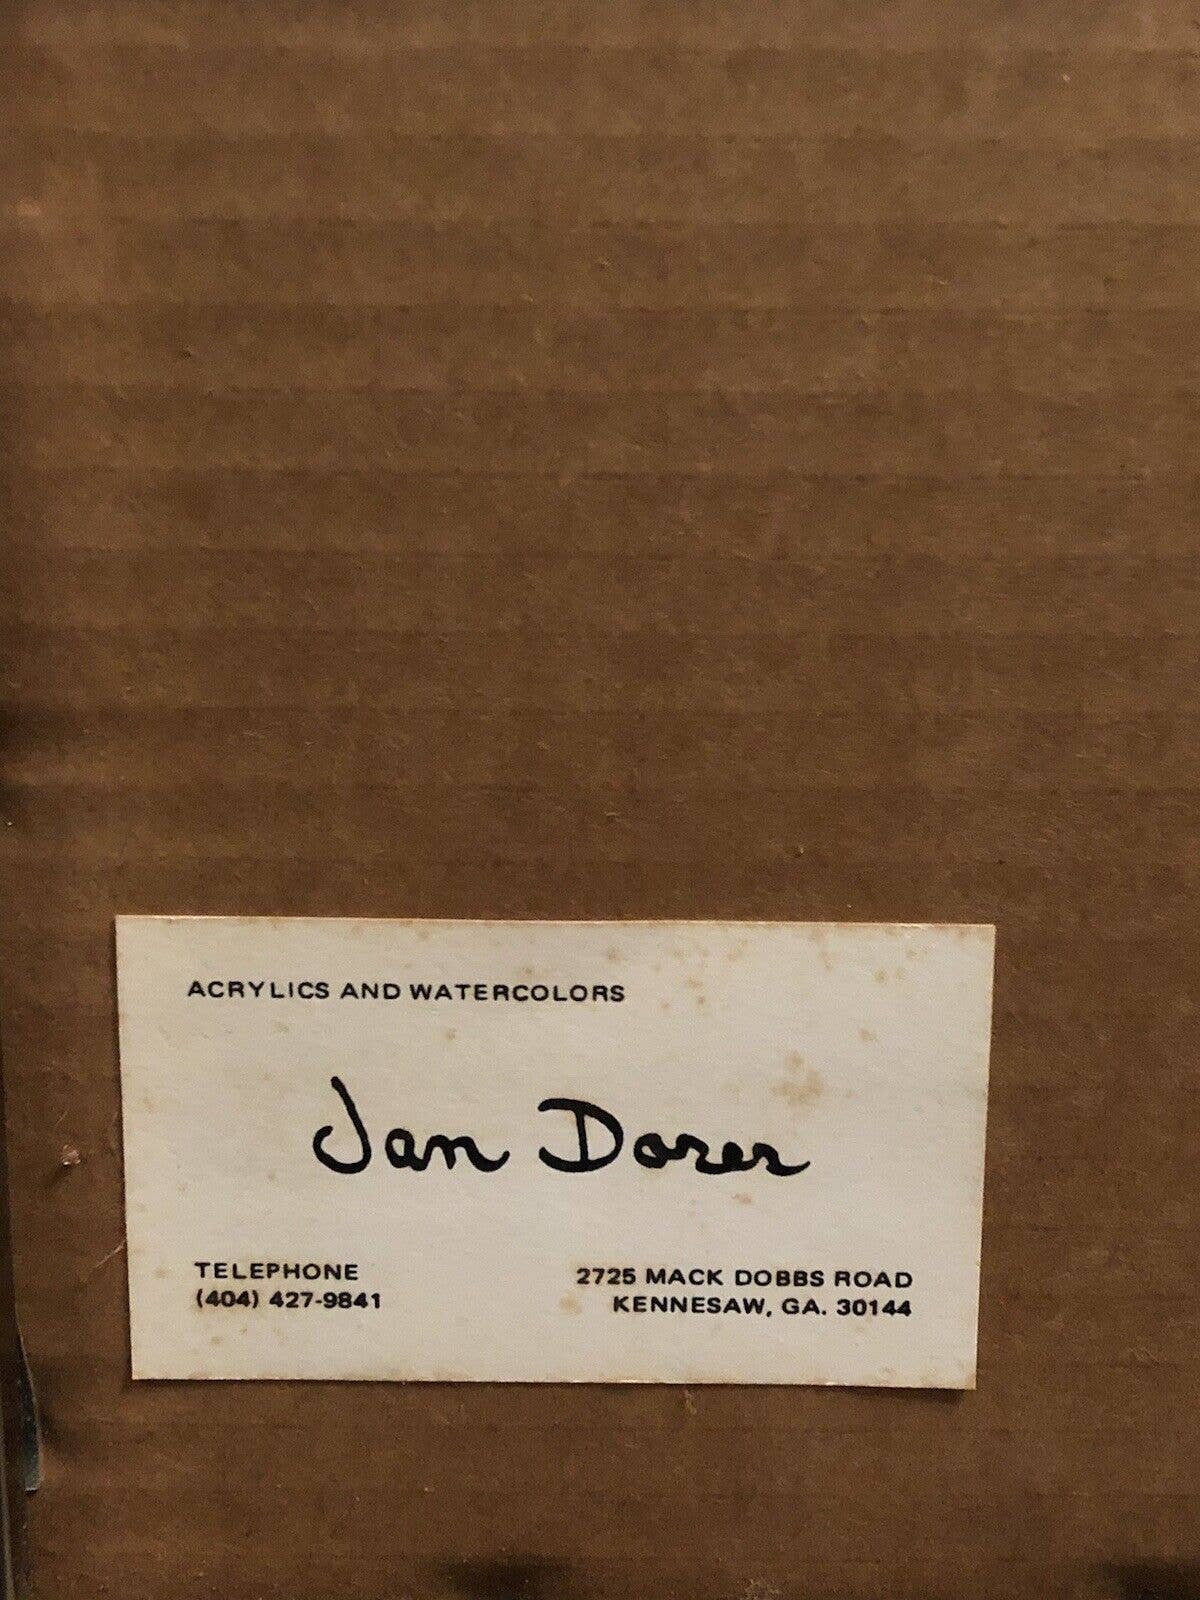 ACRYLICS AND WATERCOLORS
Jan Dorer
TELEPHONE
(404) 427-9841
2725 MACK DOBBS ROAD
KENNESAW, GA. 30144